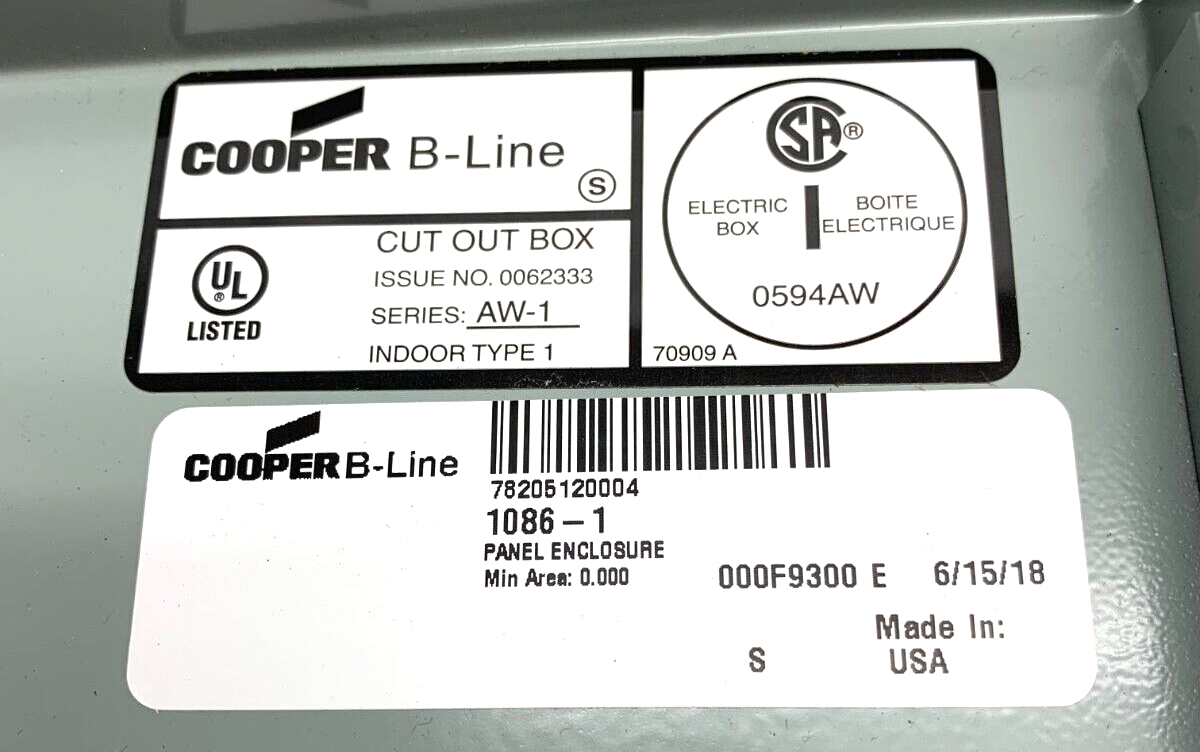 COOPER B-Line
S
UL
®
LISTED
CUT OUT BOX
ISSUE NO. 0062333
SERIES: AW-1
INDOOR TYPE 1
CSA®
ELECTRIC BOX
BOITE ELECTRIQUE
0594AW
70909 A
COOPER B-Line
78205120004
1086-1
PANEL ENCLOSURE
Min Area: 0.000
000F9300 E 6/15/18
Made In:
S USA